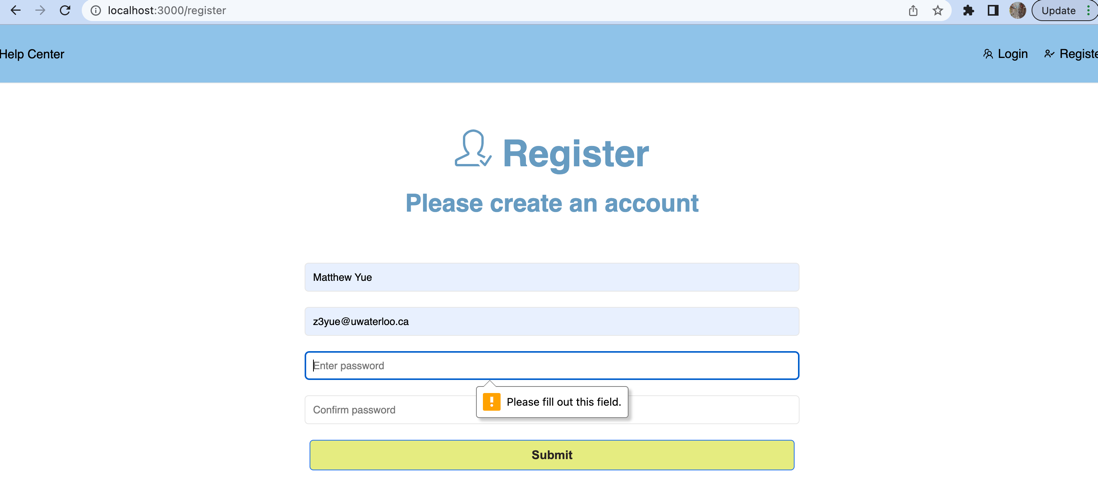 localhost:3000/register
Update
Help Center
Login
Registe
Register
Please create an account
Matthew Yue
z3yue@uwaterloo.ca
Enter password
Please fill out this field.
Confirm password
Submit